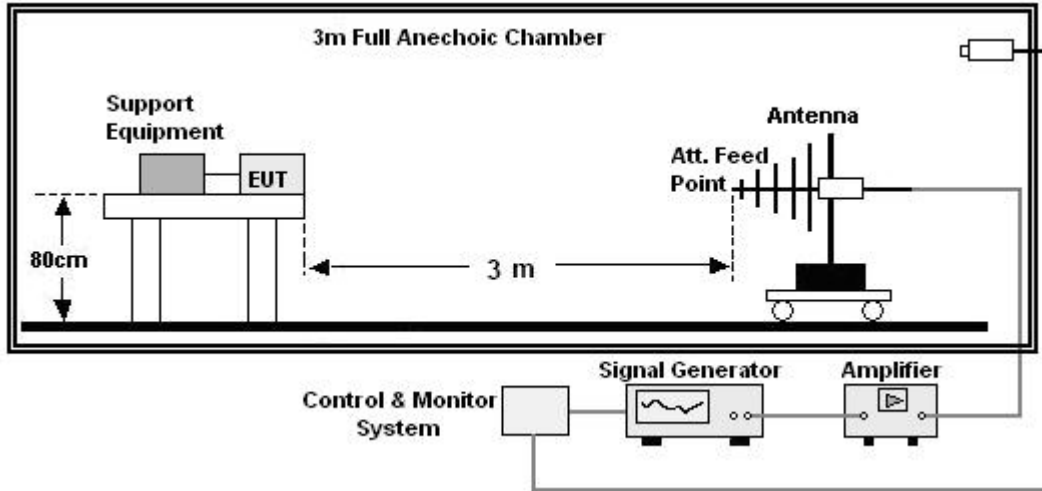 3m Full Anechoic Chamber
Support
Equipment
EUT
Antenna
Att. Feed
Point
80cm
3 m
Signal Generator
Amplifier
Control & Monitor
System